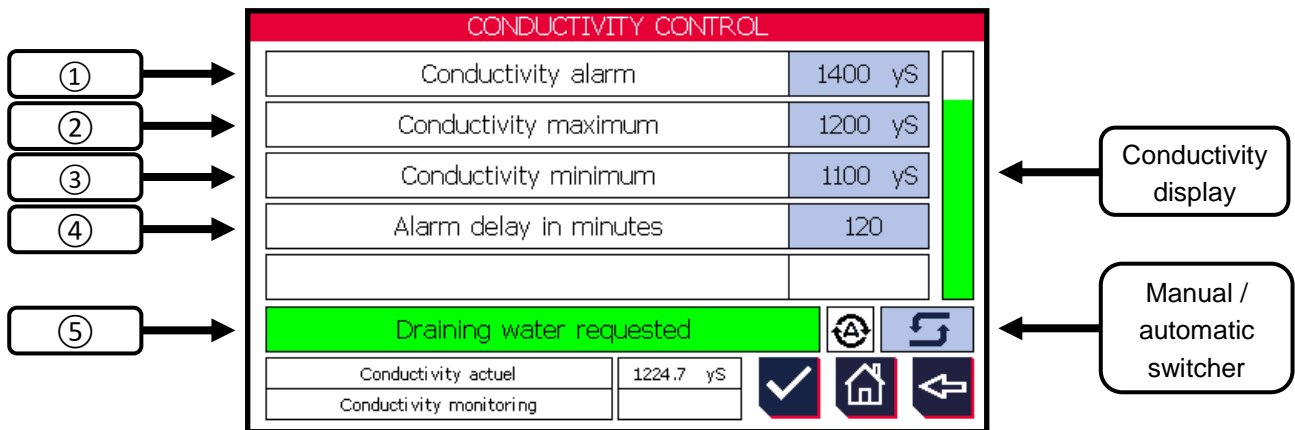 CONDUCTIVITY CONTROL
① Conductivity alarm 1400 yS
② Conductivity maximum 1200 yS
③ Conductivity minimum 1100 yS
④ Alarm delay in minutes 120
Conductivity
display
⑤ Draining water requested A
Manual /
automatic
switcher
Conductivity actuel 1224.7 yS
Conductivity monitoring